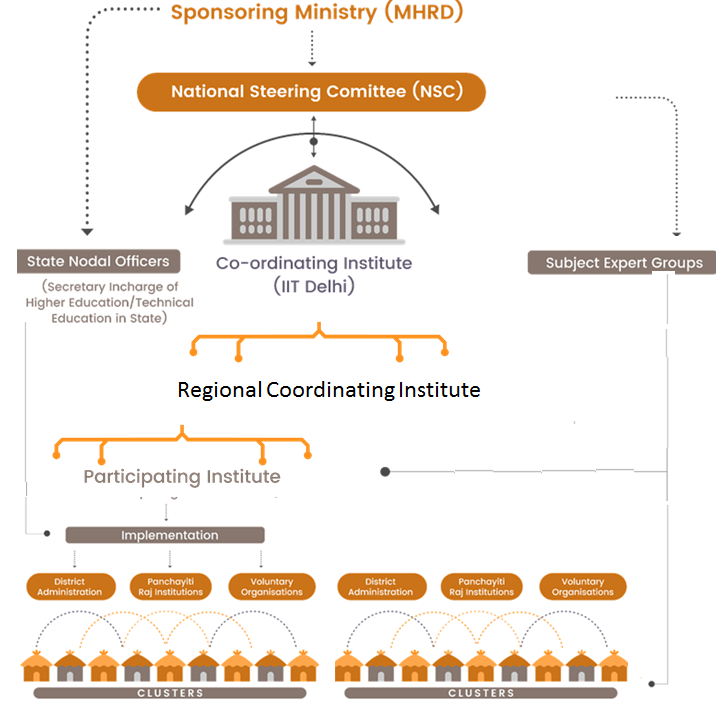 Sponsoring Ministry (MHRD)
National Steering Comittee (NSC)
State Nodal Officers
(Secretary Incharge of
Higher Education/Technical
Education in State)
Co-ordinating Institute
(IIT Delhi)
Subject Expert Groups
Regional Coordinating Institute
Participating Institute
Implementation
District
Administration
Panchayiti
Raj Institutions
Voluntary
Organisations
District
Administration
Panchayiti
Raj Institutions
Voluntary
Organisations
CLUSTERS
CLUSTERS